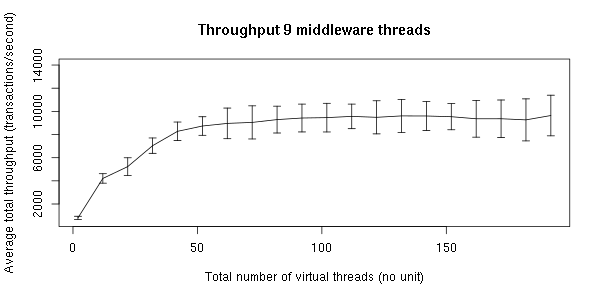 Throughput 9 middleware threads
Average total throughput (transactions/second)
14000
10000
6000
2000
0
50
100
150
Total number of virtual threads (no unit)